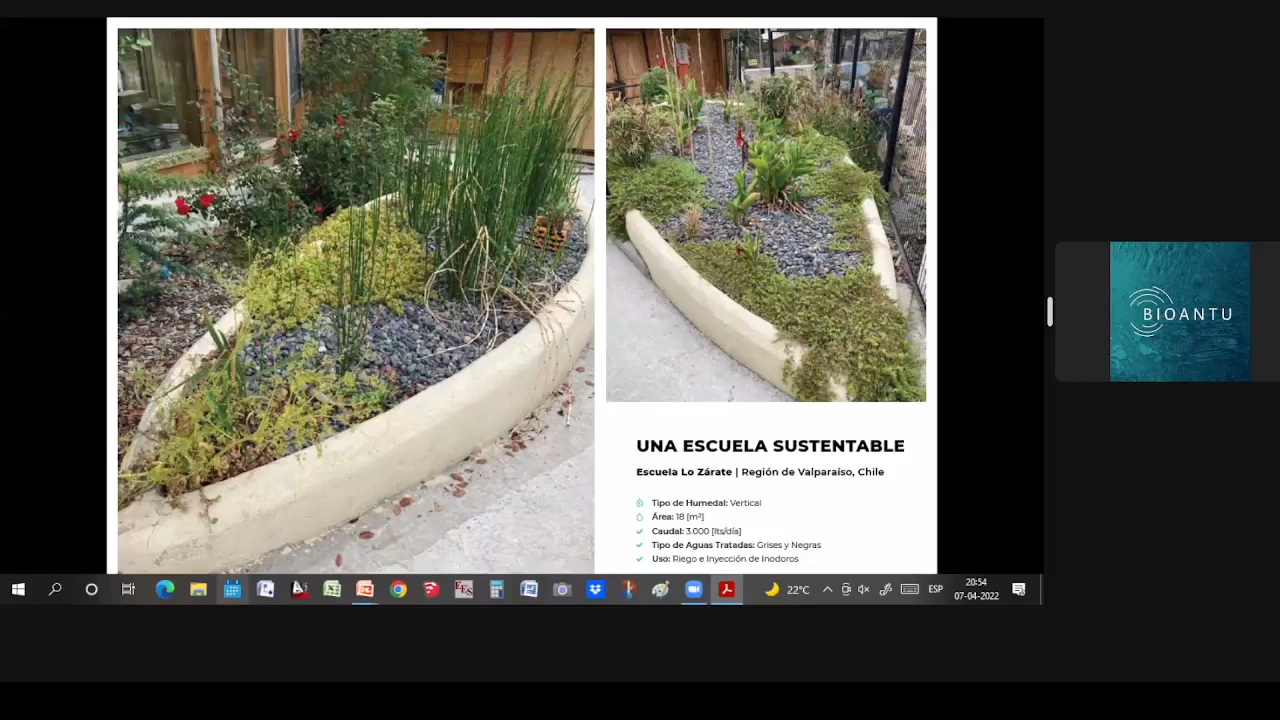 UNA ESCUELA SUSTENTABLE
Escuela Lo Zárate | Región de Valparaíso, Chile
Tipo de Humedal: Vertical
Área: 18 [m²]
Caudal: 3.000 [lts/día]
Tipo de Aguas Tratadas: Grises y Negras
Uso: Riego e Inyección de Inodoros
BIOANTU
22°C
ESP
20:54
07-04-2022